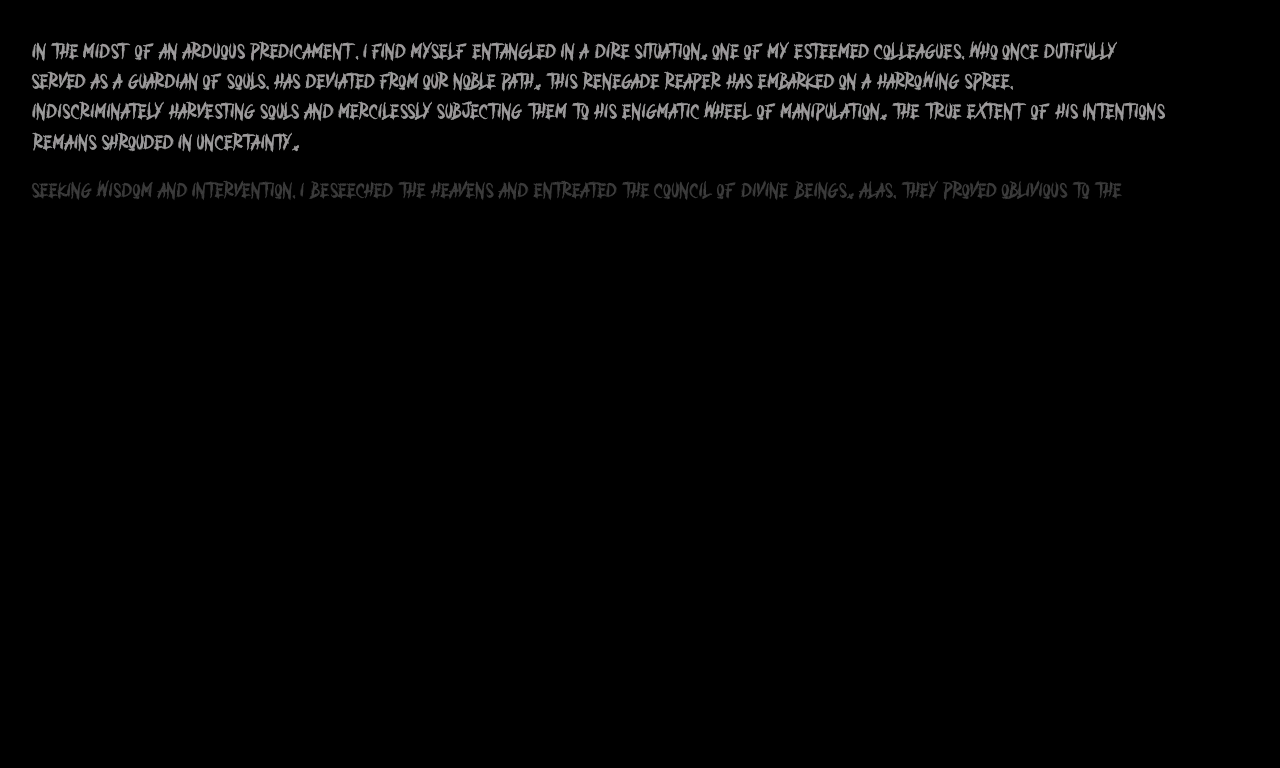 IN THE MIDST OF AN ARDUOUS PREDICAMENT, I FIND MYSELF ENTANGLED IN A DIRE SITUATION. ONE OF MY ESTEEMED COLLEAGUES, WHO ONCE DUTIFULLY
SERVED AS A GUARDIAN OF SOULS, HAS DEVIATED FROM OUR NOBLE PATH. THIS RENEGADE REAPER HAS EMBARKED ON A HARROWING SPREE,
INDISCRIMINATELY HARVESTING SOULS AND MERCILESSLY SUBJECTING THEM TO HIS ENIGMATIC WHEEL OF MANIPULATION. THE TRUE EXTENT OF HIS INTENTIONS
REMAINS SHROUDED IN UNCERTAINTY.
SEEKING WISDOM AND INTERVENTION, I BESEECHED THE HEAVENS AND ENTREATED THE COUNCIL OF DIVINE BEINGS. ALAS, THEY PROVED OBLIVIOUS TO THE